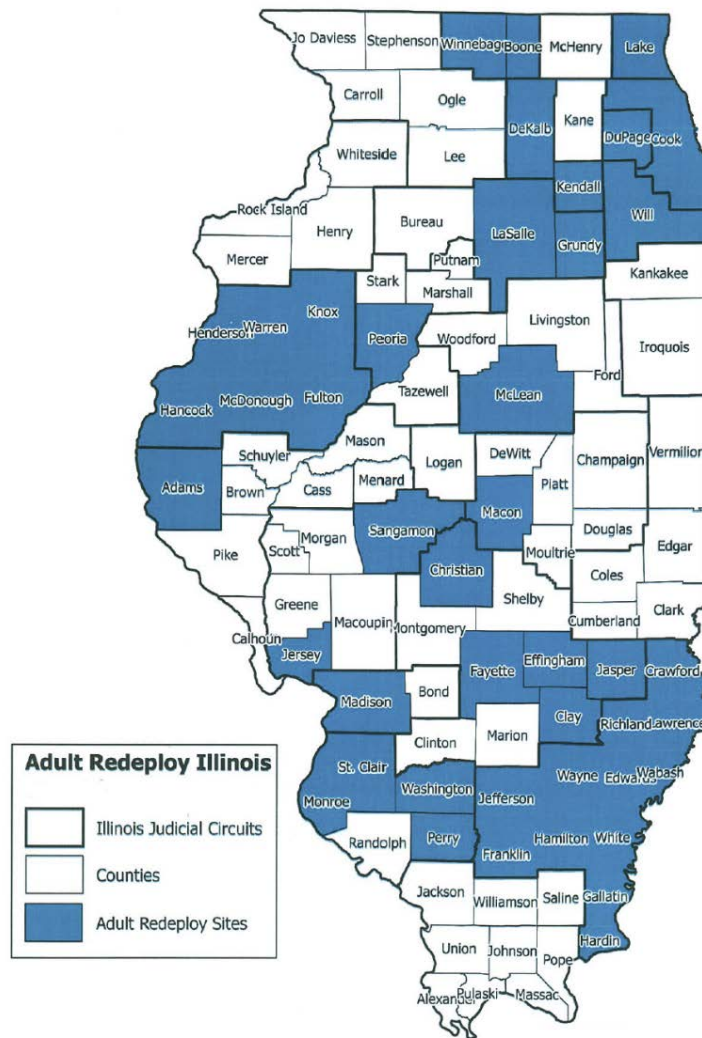 Jo Daviess
Stephenson
Winnebago
Boone
McHenry
Lake
Carroll
Ogle
DeKalb
Kane
DuPage
Cook
Whiteside
Lee
Kendall
Will
Rock Island
Henry
Bureau
LaSalle
Grundy
Mercer
Putnam
Kankakee
Stark
Marshall
Knox
Henderson
Warren
Peoria
Woodford
Livingston
Iroquois
Ford
Hancock
McDonough
Fulton
Tazewell
McLean
Mason
Schuyler
Logan
DeWitt
Champaign
Vermilion
Adams
Brown
Cass
Menard
Piatt
Macon
Sangamon
Douglas
Pike
Scott
Morgan
Moultrie
Edgar
Christian
Coles
Shelby
Greene
Macoupin
Montgomery
Cumberland
Clark
Calhoun
Jersey
Fayette
Effingham
Jasper
Crawford
Madison
Bond
Clay
Richland
Lawrence
Clinton
Marion
St. Clair
Washington
Wayne
Edwards
Wabash
Monroe
Jefferson
Randolph
Perry
Franklin
Hamilton
White
Jackson
Williamson
Saline
Gallatin
Hardin
Union
Johnson
Pope
Alexander
Pulaski
Massac
Adult Redeploy Illinois
Illinois Judicial Circuits
Counties
Adult Redeploy Sites